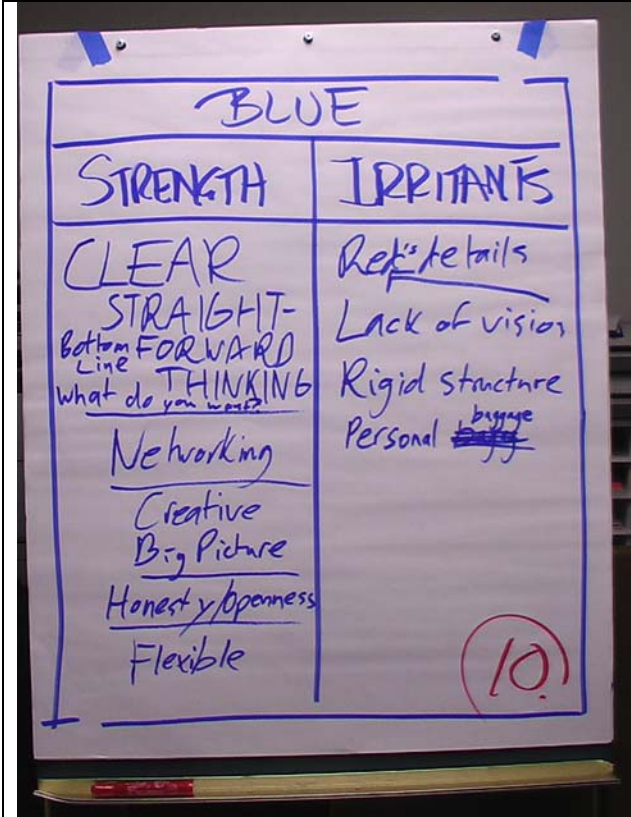 BLUE
STRENGTH
CLEAR
STRAIGHT-
Bottom FORWARD
Line THINKING
what do you want?
Networking
Creative
Big Picture
Honesty/Openness
Flexible
IRRITANTS
Red's details
Lack of vision
Rigid structure
baggage
Personal
10.